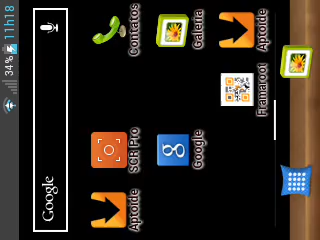 34% 11h18
Google
Aptoide
SCR Pro
Contatos
Google
Galeria
Framaroot
Aptoide